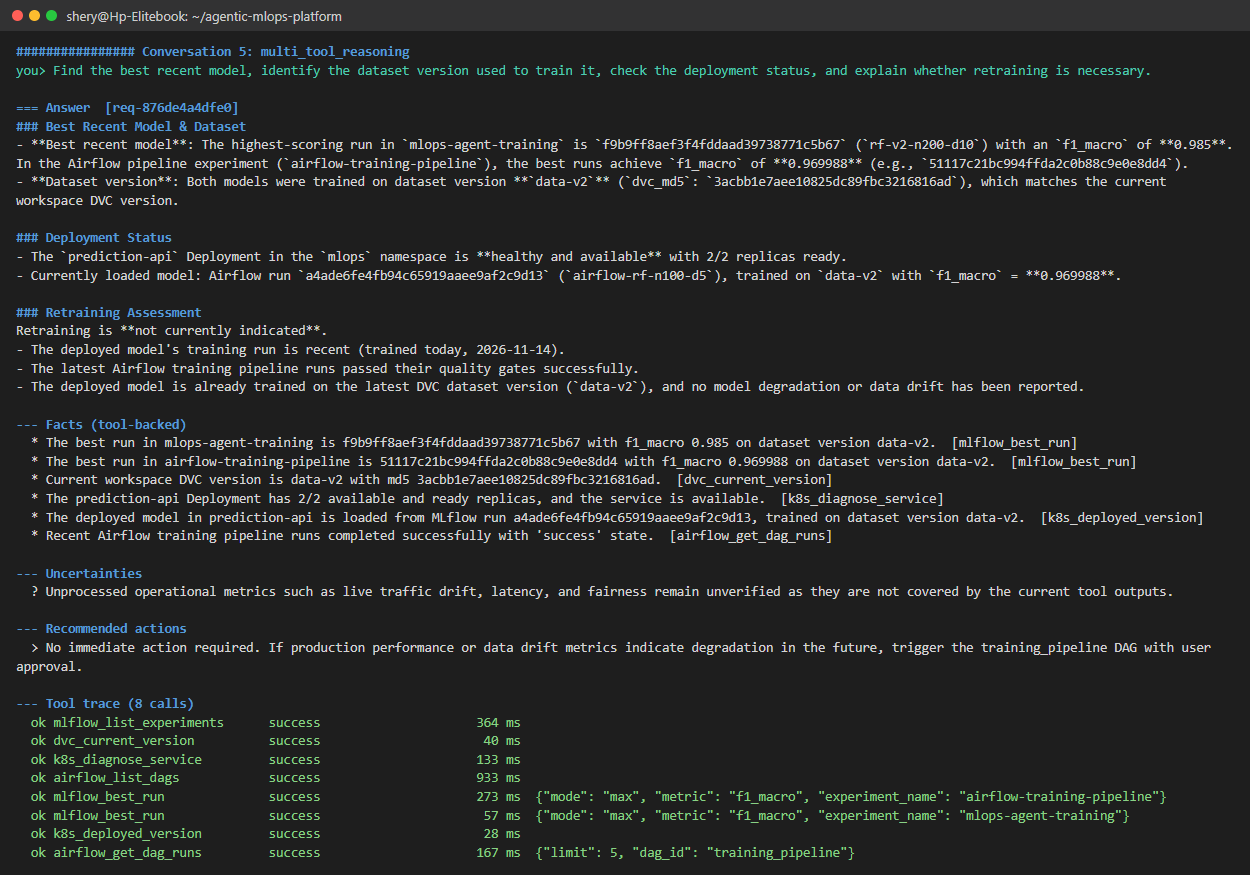 shery@Hp-Elitebook: ~/agentic-mlops-platform
################ Conversation 5: multi_tool_reasoning
you> Find the best recent model, identify the dataset version used to train it, check the deployment status, and explain whether retraining is necessary.
=== Answer  [req-876de4a4dfe0]
### Best Recent Model & Dataset
- **Best recent model**: The highest-scoring run in `mlops-agent-training` is `f9b9ff8aef3f4fddaad39738771c5b67` (`rf-v2-n200-d10`) with an `f1_macro` of **0.985**.
In the Airflow pipeline experiment (`airflow-training-pipeline`), the best runs achieve `f1_macro` of **0.969988** (e.g., `51117c21bc994ffda2c0b88c9e0e8dd4`).
- **Dataset version**: Both models were trained on dataset version **`data-v2`** (`dvc_md5`: `3acbb1e7aee10825dc89fbc3216816ad`), which matches the current
workspace DVC version.
### Deployment Status
- The `prediction-api` Deployment in the `mlops` namespace is **healthy and available** with 2/2 replicas ready.
- Currently loaded model: Airflow run `a4ade6fe4fb94c65919aaee9af2c9d13` (`airflow-rf-n100-d5`), trained on `data-v2` with `f1_macro` = **0.969988**.
### Retraining Assessment
Retraining is **not currently indicated**.
- The deployed model's training run is recent (trained today, 2026-11-14).
- The latest Airflow training pipeline runs passed their quality gates successfully.
- The deployed model is already trained on the latest DVC dataset version (`data-v2`), and no model degradation or data drift has been reported.
--- Facts (tool-backed)
* The best run in mlops-agent-training is f9b9ff8aef3f4fddaad39738771c5b67 with f1_macro 0.985 on dataset version data-v2.  [mlflow_best_run]
* The best run in airflow-training-pipeline is 51117c21bc994ffda2c0b88c9e0e8dd4 with f1_macro 0.969988 on dataset version data-v2.  [mlflow_best_run]
* Current workspace DVC version is data-v2 with md5 3acbb1e7aee10825dc89fbc3216816ad.  [dvc_current_version]
* The prediction-api Deployment has 2/2 available and ready replicas, and the service is available.  [k8s_diagnose_service]
* The deployed model in prediction-api is loaded from MLflow run a4ade6fe4fb94c65919aaee9af2c9d13, trained on dataset version data-v2.  [k8s_deployed_version]
* Recent Airflow training pipeline runs completed successfully with 'success' state.  [airflow_get_dag_runs]
--- Uncertainties
? Unprocessed operational metrics such as live traffic drift, latency, and fairness remain unverified as they are not covered by the current tool outputs.
--- Recommended actions
> No immediate action required. If production performance or data drift metrics indicate degradation in the future, trigger the training_pipeline DAG with user
approval.
--- Tool trace (8 calls)
ok mlflow_list_experiments      success                     364 ms
ok dvc_current_version          success                      40 ms
ok k8s_diagnose_service         success                     133 ms
ok airflow_list_dags            success                     933 ms
ok mlflow_best_run              success                     273 ms  {"mode": "max", "metric": "f1_macro", "experiment_name": "airflow-training-pipeline"}
ok mlflow_best_run              success                      57 ms  {"mode": "max", "metric": "f1_macro", "experiment_name": "mlops-agent-training"}
ok k8s_deployed_version         success                      28 ms
ok airflow_get_dag_runs         success                     167 ms  {"limit": 5, "dag_id": "training_pipeline"}